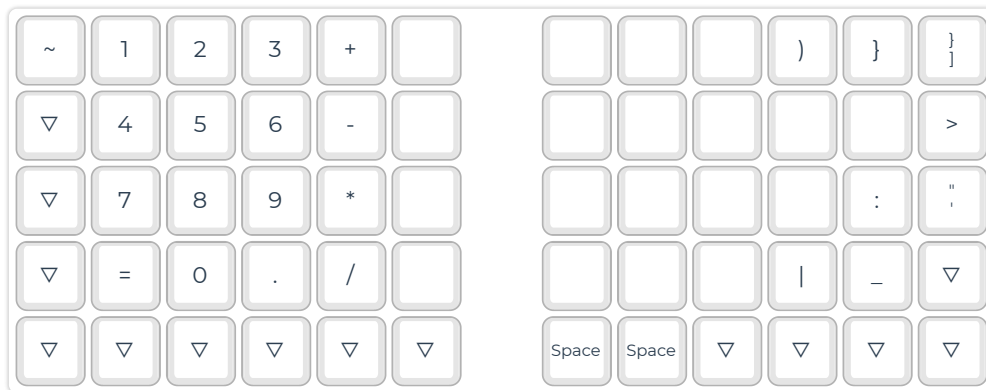 ~ 1 2 3 + ) } }
]
▽ 4 5 6 - >
▽ 7 8 9 * : "
'
▽ = 0 . / | _ ▽
▽ ▽ ▽ ▽ ▽ ▽ Space Space ▽ ▽ ▽ ▽